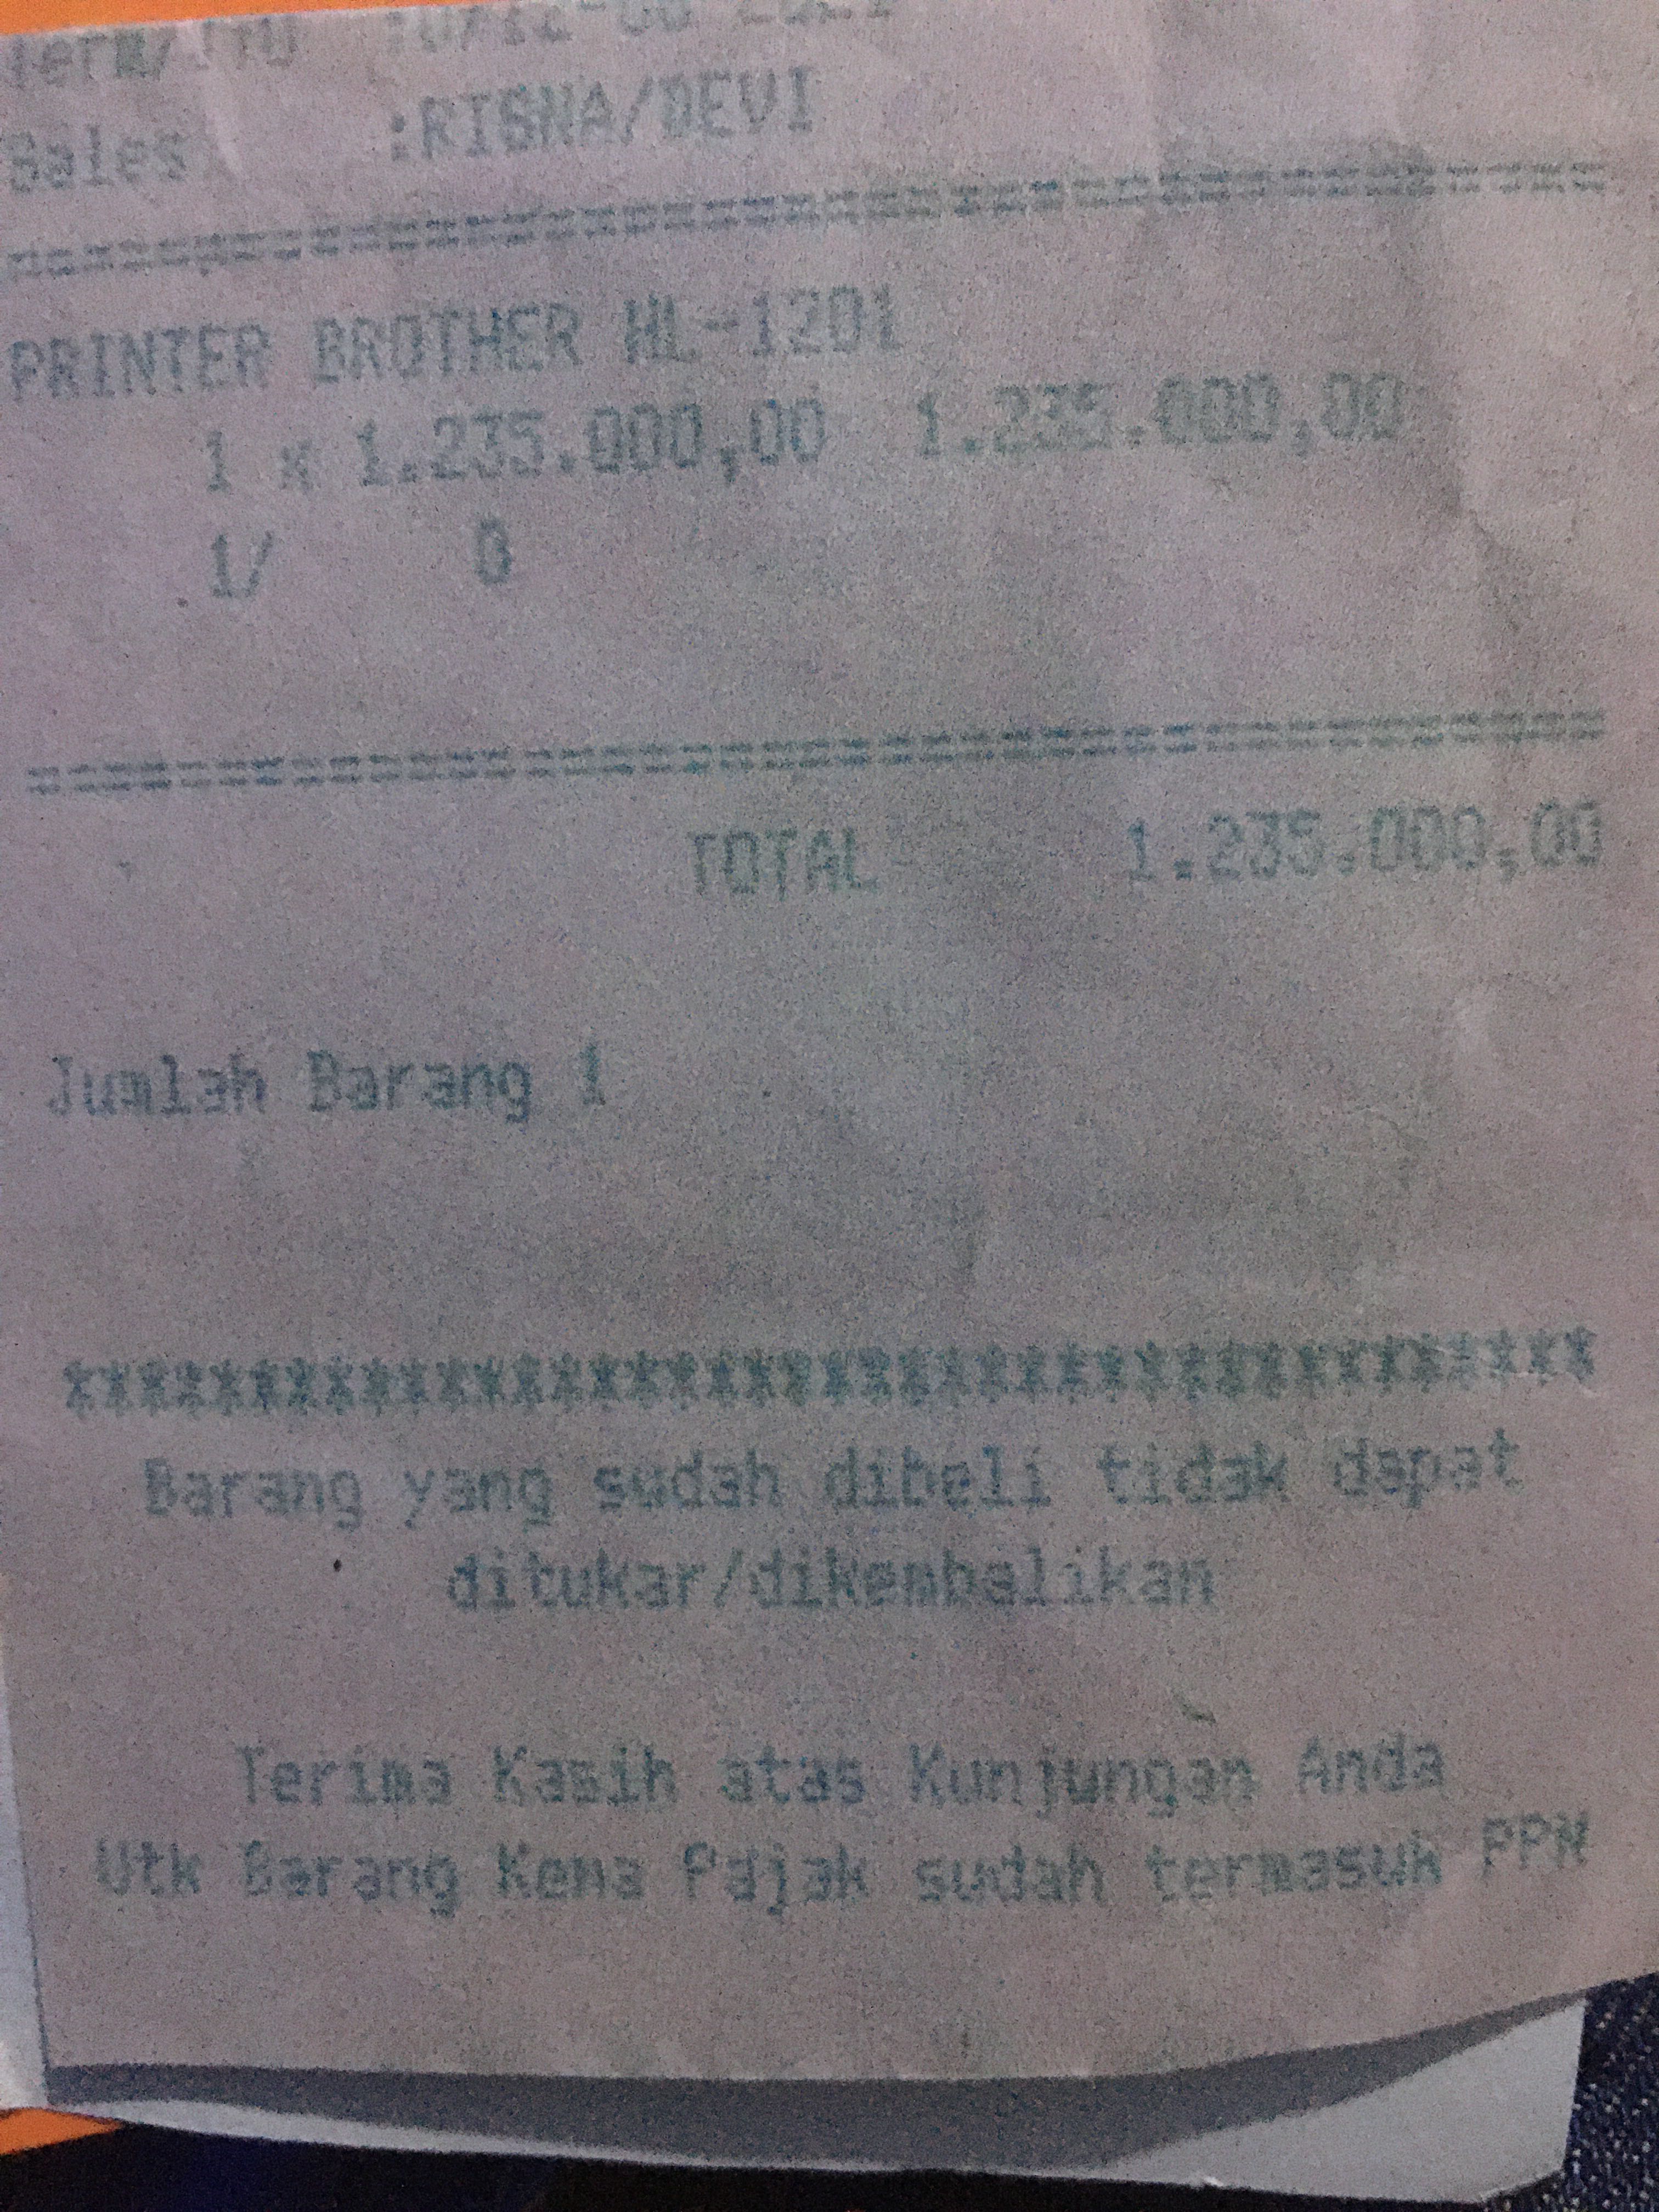 :RISNA/DEVI
Sales
PRINTER BROTHER HL-1201
1 x 1.235.000,00 1.235.000,00
1/ 0
TOTAL 1.235.000,00
Jumlah Barang 1
****************************************
Barang yang sudah dibeli tidak dapat
ditukar/dikembalikan
Terima Kasih atas Kunjungan Anda
Utk Barang Kena Pajak sudah termasuk PPN